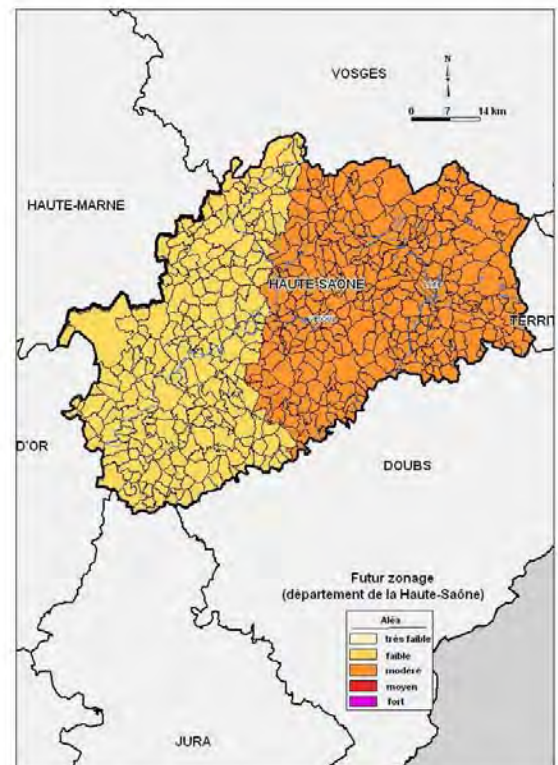 VOSGES
N
0 7 14 km
HAUTE-MARNE
HAUTE-SAÔNE
TERRIT
D'OR
DOUBS
Futur zonage
(département de la Haute-Saône)
Aléa
très faible
faible
modéré
moyen
fort
JURA